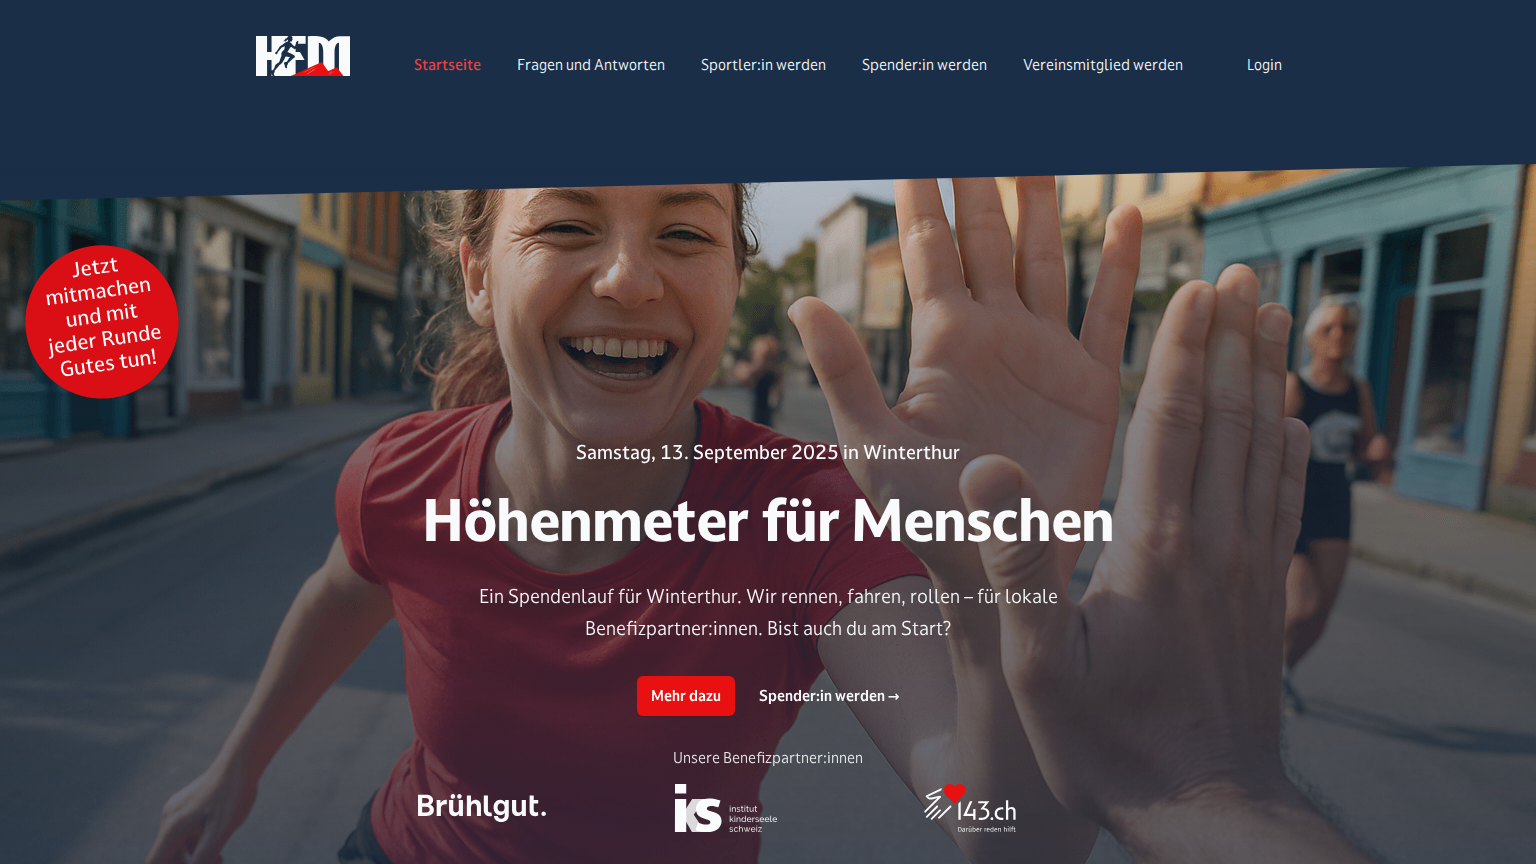 HFM
Startseite
Fragen und Antworten
Sportler:in werden
Spender:in werden
Vereinsmitglied werden
Login
Jetzt
mitmachen
und mit
jeder Runde
Gutes tun!
Samstag, 13. September 2025 in Winterthur
Höhenmeter für Menschen
Ein Spendenlauf für Winterthur. Wir rennen, fahren, rollen – für lokale
Benefizpartner:innen. Bist auch du am Start?
Mehr dazu
Spender:in werden →
Unsere Benefizpartner:innen
Brühlgut.
iks
institut
kinderseele
schweiz
143.ch
Darüber reden hilft